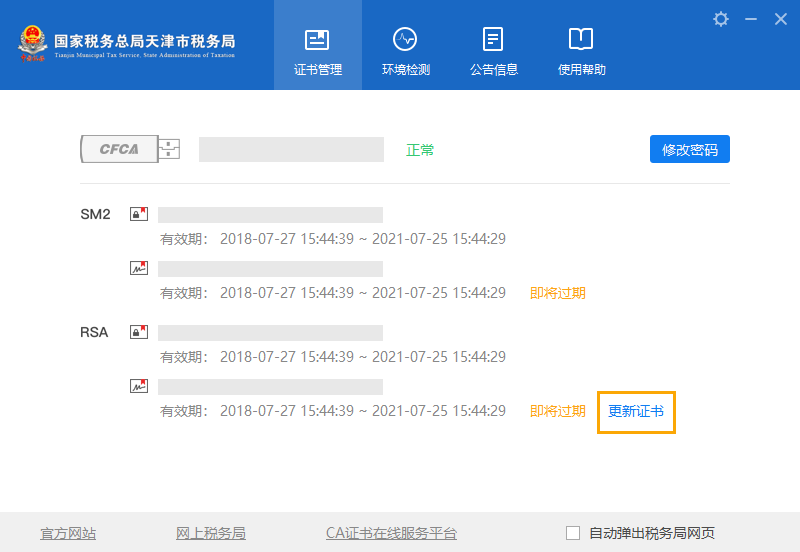 国家税务总局天津市税务局
Tianjin Municipal Tax Service, State Administration of Taxation
证书管理
环境检测
公告信息
使用帮助
CFCA
正常
修改密码
SM2
有效期： 2018-07-27 15:44:39 ~ 2021-07-25 15:44:29
有效期： 2018-07-27 15:44:39 ~ 2021-07-25 15:44:29 即将过期
RSA
有效期： 2018-07-27 15:44:39 ~ 2021-07-25 15:44:29
有效期： 2018-07-27 15:44:39 ~ 2021-07-25 15:44:29 即将过期 更新证书
官方网站 网上税务局 CA证书在线服务平台 自动弹出税务局网页